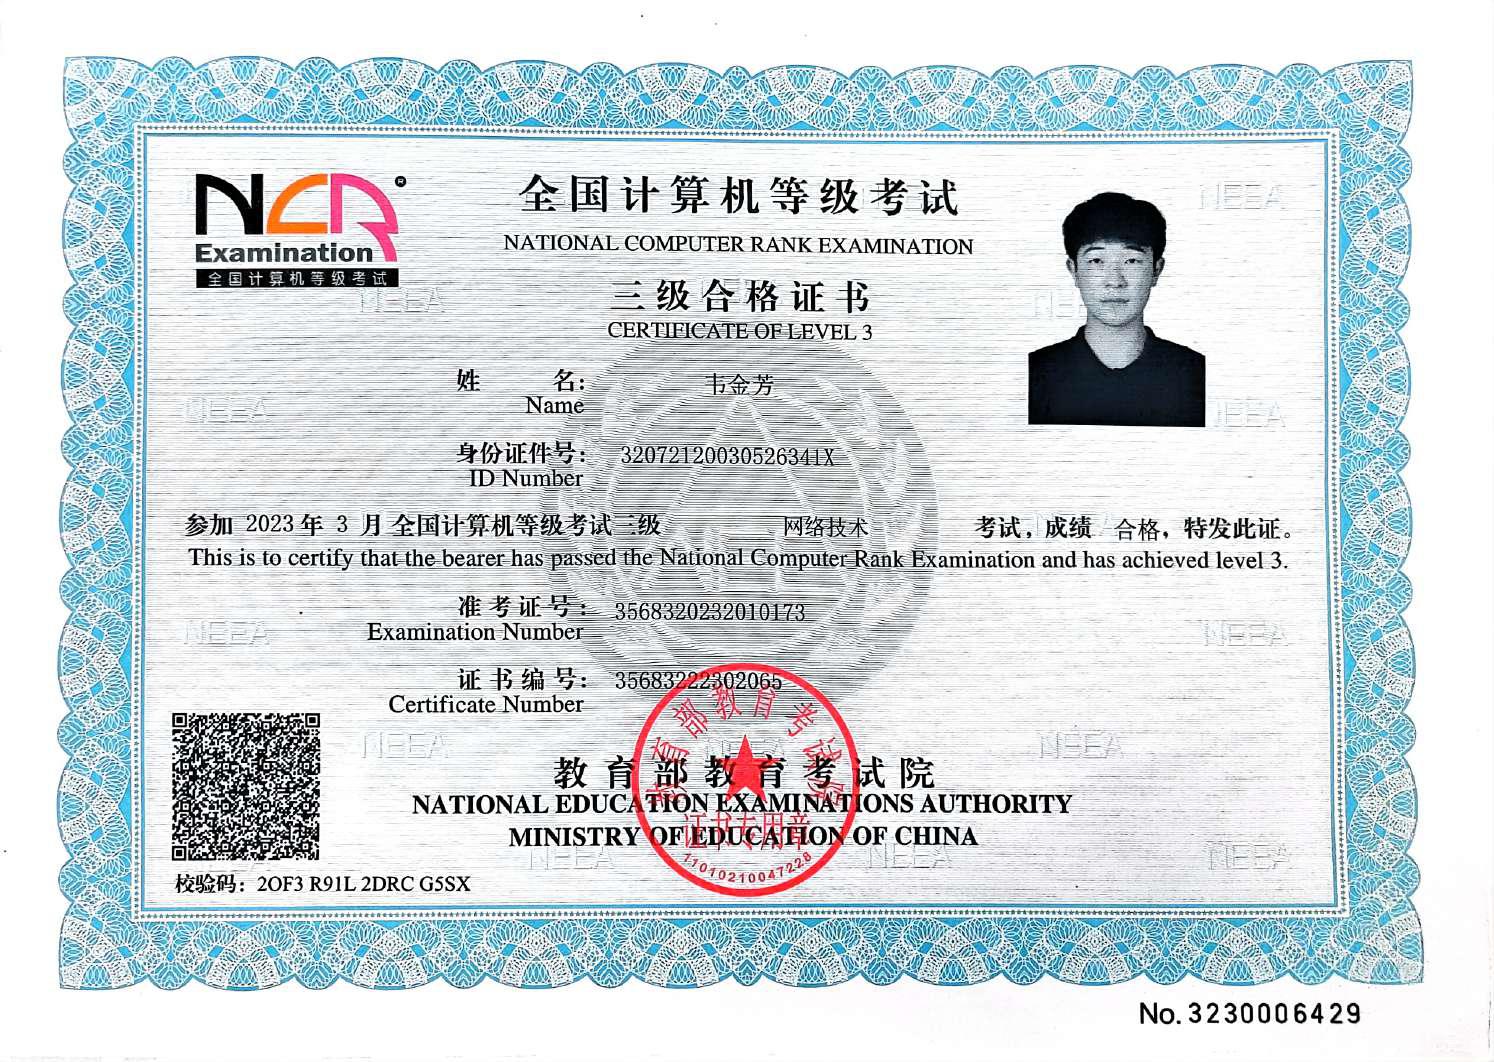 NCR®
Examination
全国计算机等级考试
全国计算机等级考试
NATIONAL COMPUTER RANK EXAMINATION
三级合格证书
CERTIFICATE OF LEVEL 3
姓 名: 韦金芳
Name
身份证件号: 32072120030526341X
ID Number
参加 2023 年 3 月 全国计算机等级考试三级 网络技术 考试, 成绩 合格, 特发此证。
This is to certify that the bearer has passed the National Computer Rank Examination and has achieved level 3.
准考证号: 3568320232010173
Examination Number
证书编号: 35683222302065
Certificate Number
教育部教育考试院
NATIONAL EDUCATION EXAMINATIONS AUTHORITY
MINISTRY OF EDUCATION OF CHINA
教育部教育考试院
证书专用章
11010210047228
校验码: 2OF3 R91L 2DRC G5SX
No. 3230006429
NEEA